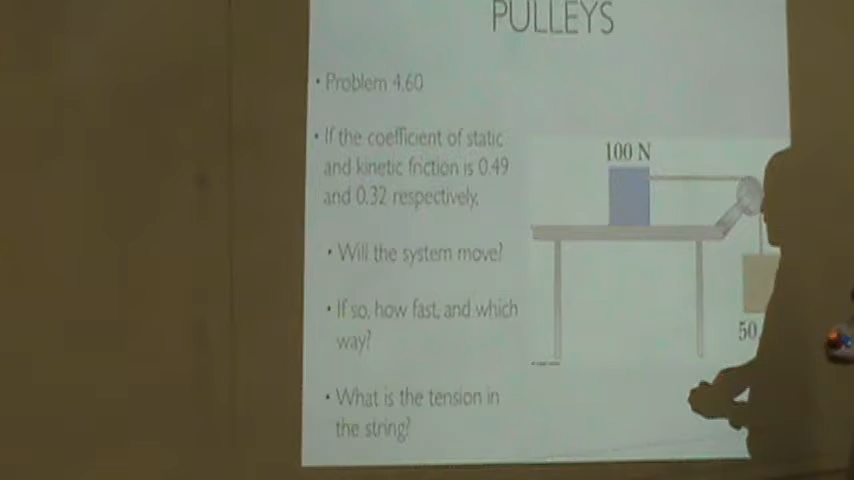 PULLEYS
• Problem 4.60
• If the coefficient of static
and kinetic friction is 0.49
and 0.32 respectively,
• Will the system move?
• If so, how fast, and which
way?
• What is the tension in
the string?
100 N
50